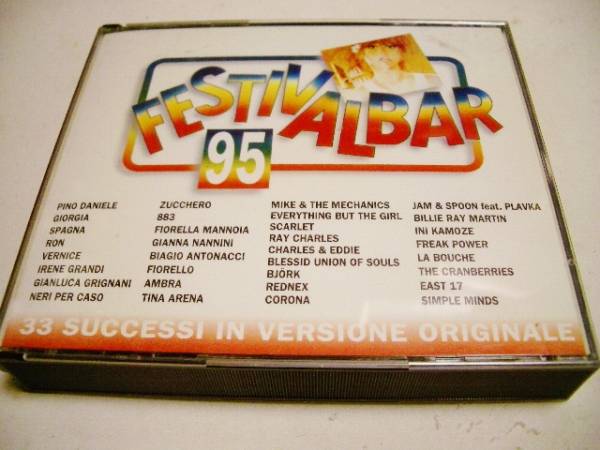 FESTIVALBAR
95
PINO DANIELE
GIORGIA
SPAGNA
RON
VERNICE
IRENE GRANDI
GIANLUCA GRIGNANI
NERI PER CASO
ZUCCHERO
883
FIORELLA MANNOIA
GIANNA NANNINI
BIAGIO ANTONACCI
FIORELLO
AMBRA
TINA ARENA
MIKE & THE MECHANICS
EVERYTHING BUT THE GIRL
SCARLET
RAY CHARLES
CHARLES & EDDIE
BLESSID UNION OF SOULS
BJÖRK
REDNEX
CORONA
JAM & SPOON feat. PLAVKA
BILLIE RAY MARTIN
INI KAMOZE
FREAK POWER
LA BOUCHE
THE CRANBERRIES
EAST 17
SIMPLE MINDS
33 SUCCESSI IN VERSIONE ORIGINALE